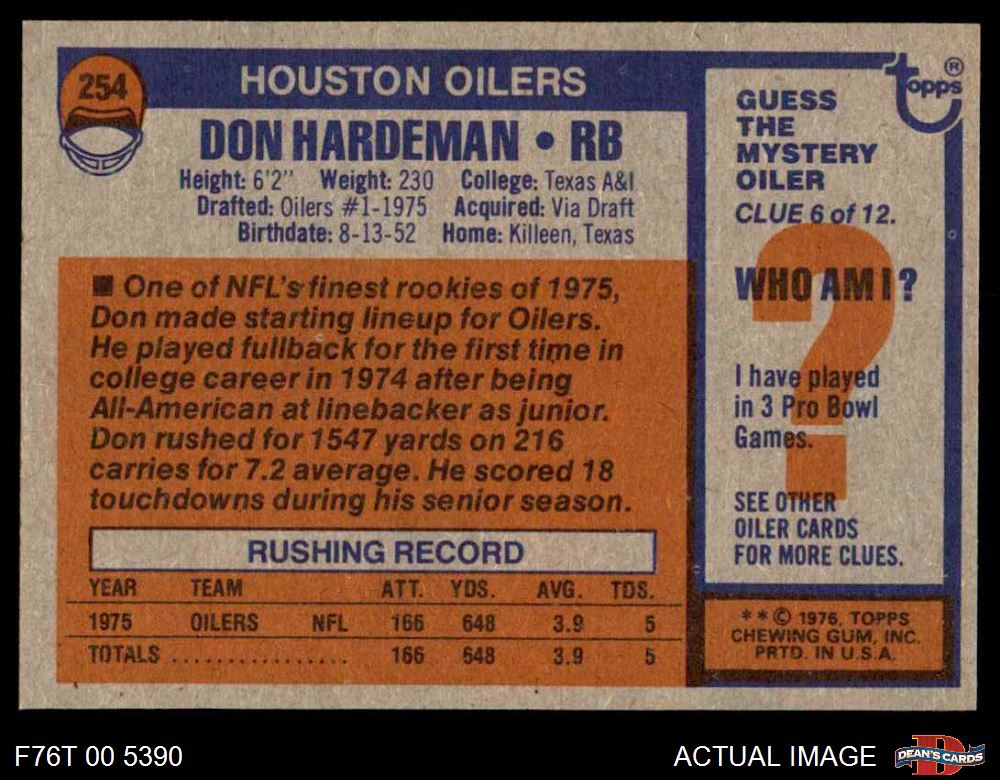 254
HOUSTON OILERS
DON HARDEMAN • RB
Height: 6'2" Weight: 230 College: Texas A&I
Drafted: Oilers #1-1975 Acquired: Via Draft
Birthdate: 8-13-52 Home: Killeen, Texas
■ One of NFL's finest rookies of 1975,
Don made starting lineup for Oilers.
He played fullback for the first time in
college career in 1974 after being
All-American at linebacker as junior.
Don rushed for 1547 yards on 216
carries for 7.2 average. He scored 18
touchdowns during his senior season.
RUSHING RECORD
YEAR TEAM ATT. YDS. AVG. TDS.
1975 OILERS NFL 166 648 3.9 5
TOTALS .................. 166 648 3.9 5
topps ®
GUESS
THE
MYSTERY
OILER
CLUE 6 of 12.
WHO AM I ?
?
I have played
in 3 Pro Bowl
Games.
SEE OTHER
OILER CARDS
FOR MORE CLUES.
* * © 1976, TOPPS
CHEWING GUM, INC.
PRTD. IN U.S.A.
F76T 00 5390
ACTUAL IMAGE
D
DEAN'S CARDS